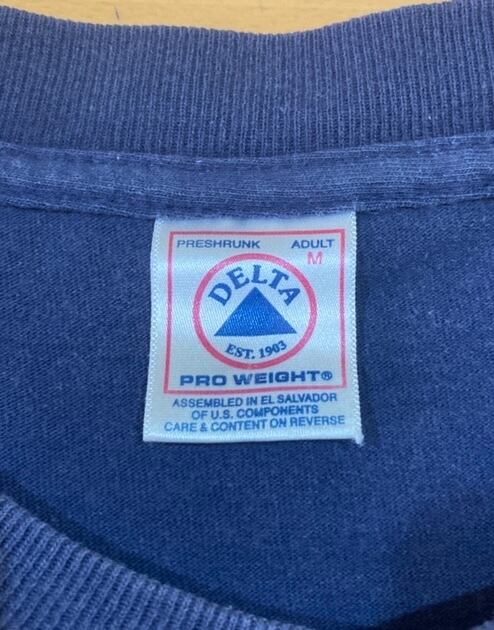 PRESHRUNK ADULT
M
DELTA
EST. 1903
PRO WEIGHT®
ASSEMBLED IN EL SALVADOR
OF U.S. COMPONENTS
CARE & CONTENT ON REVERSE